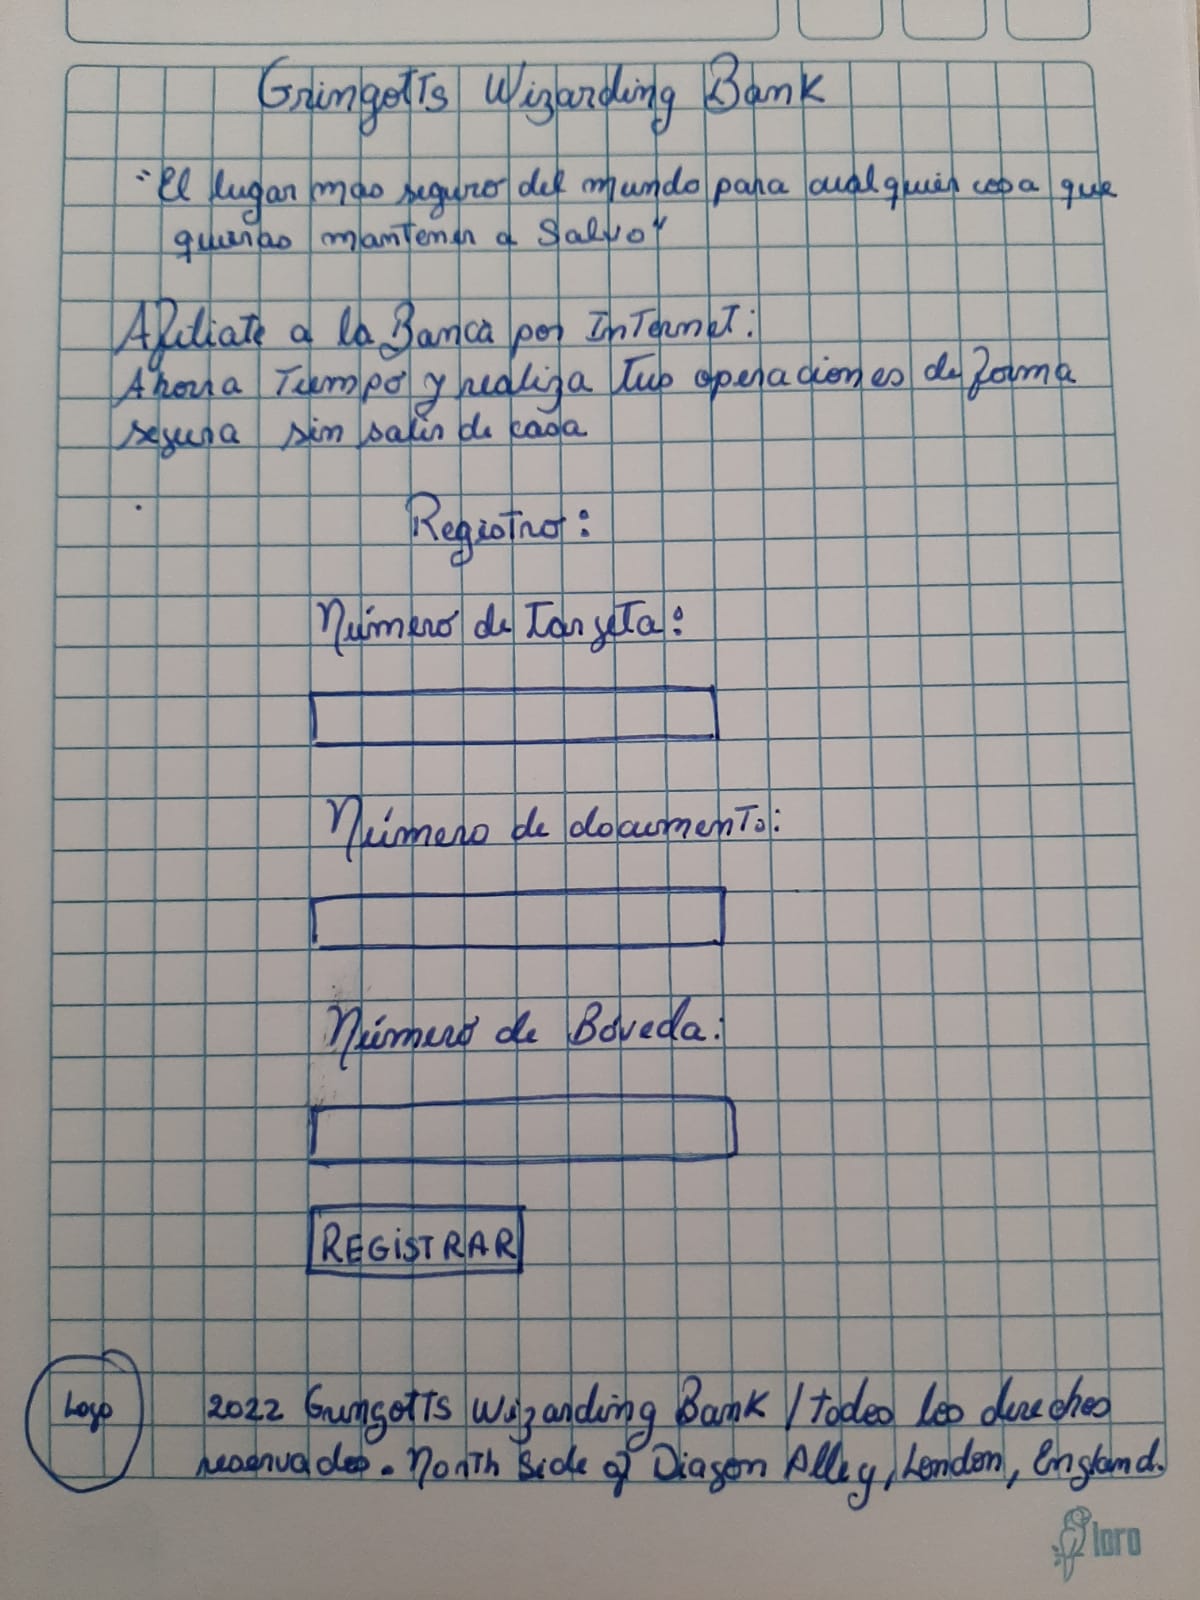 Gringotts Wizarding Bank
"El lugar mas seguro del mundo para cualquier cosa que
quieras mantener a Salvo"
Afiliate a la Banca por Internet:
Ahorra Tiempo y realiza Tus operaciones de forma
segura sin salir de casa
Registro:
Número de Targeta:
Número de documento:
Número de Bóveda:
REGISTRAR
Logo
2022 Gringotts Wizarding Bank / todos los derechos
reservados. North Side of Diagon Alley, London, England.
loro